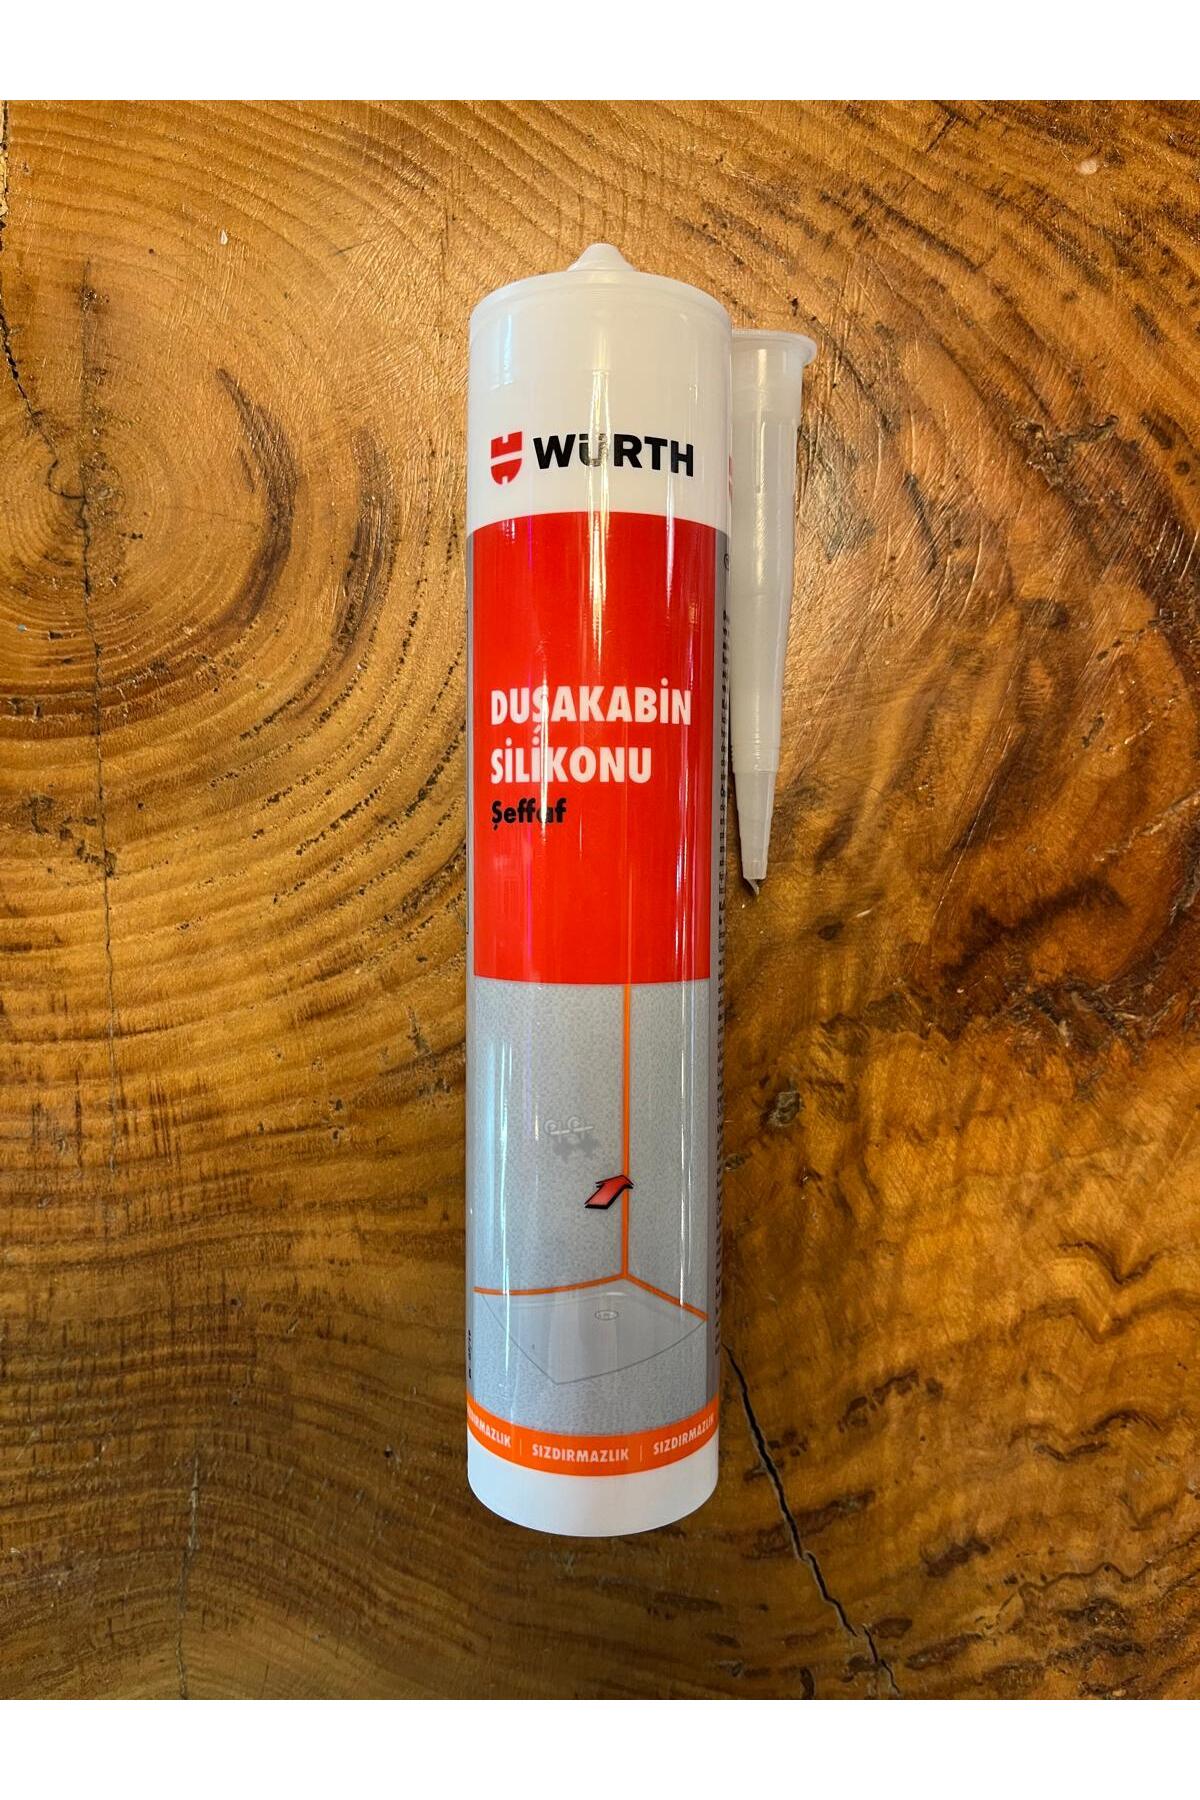 WÜRTH
DUŞAKABİN
SİLİKONU
Şeffaf
SIZDIRMAZLIK | SIZDIRMAZLIK